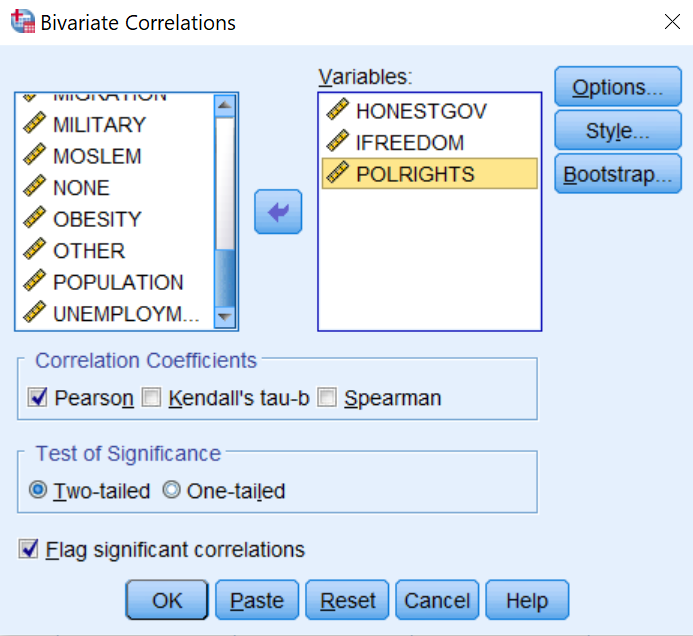 Bivariate Correlations
Variables:
MIGRATION
MILITARY
MOSLEM
NONE
OBESITY
OTHER
POPULATION
UNEMPLOYM...
HONESTGOV
IFREEDOM
POLRIGHTS
Options...
Style...
Bootstrap...
Correlation Coefficients
Pearson Kendall's tau-b Spearman
Test of Significance
Two-tailed One-tailed
Flag significant correlations
OK Paste Reset Cancel Help